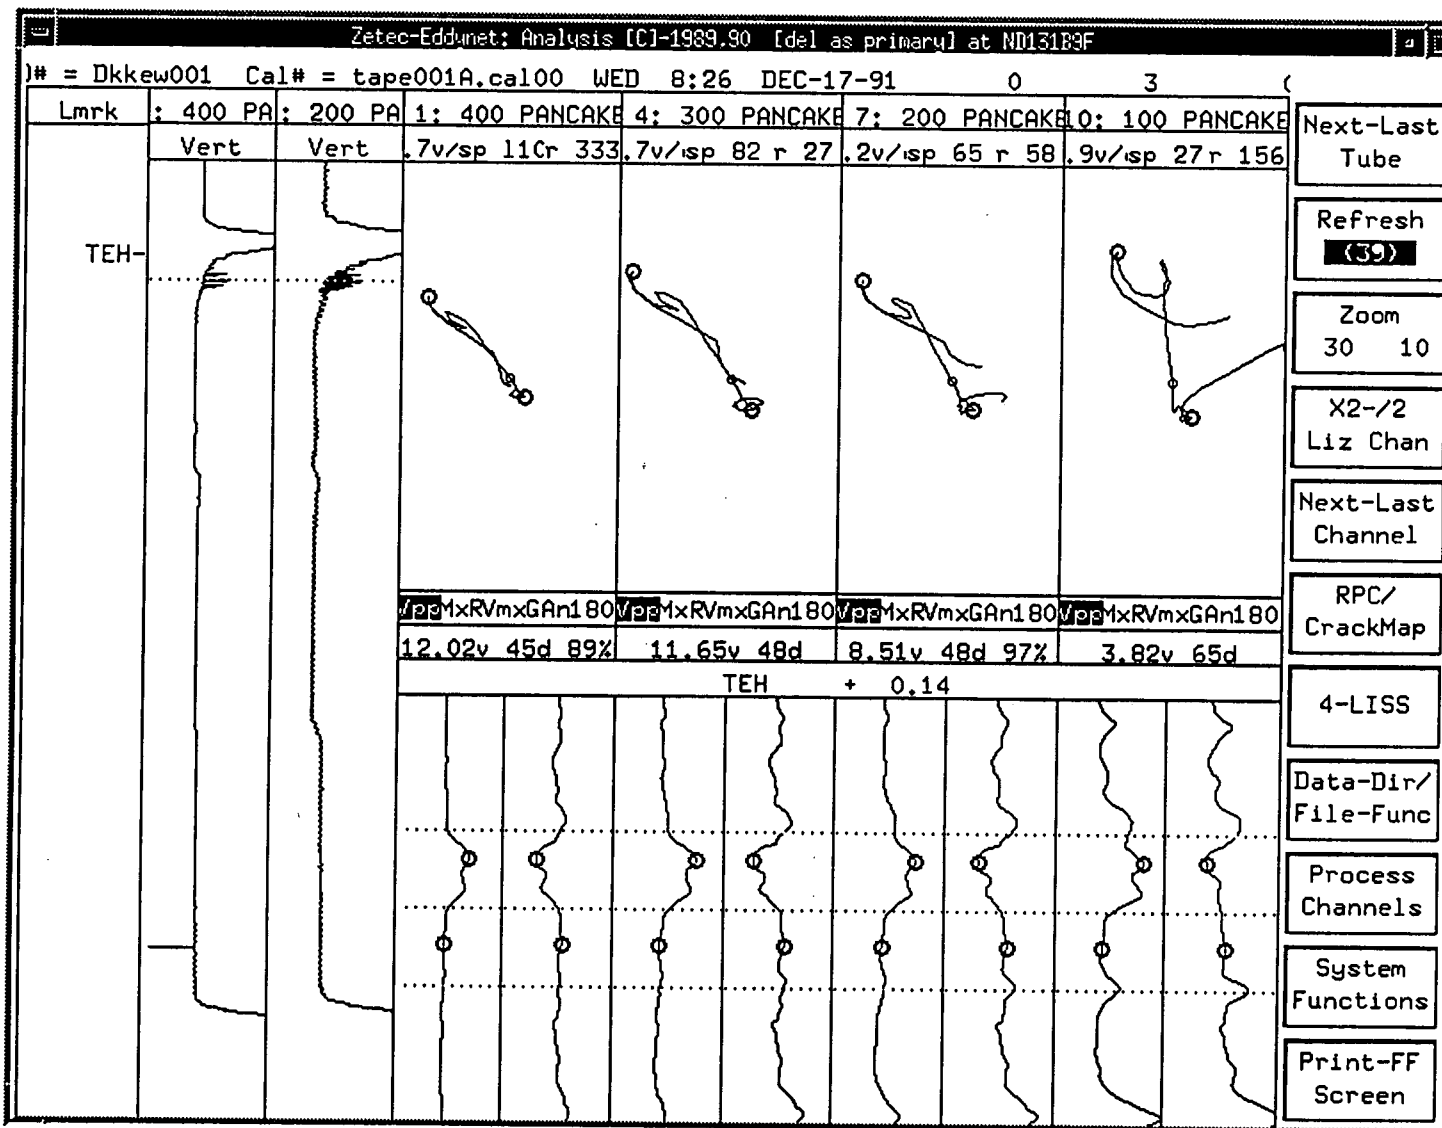 Zetec-Eddynet: Analysis [C]-1989.90 [del as primary] at ND131B9F
)# = Dkkew001 Cal# = tape001A.cal00 WED 8:26 DEC-17-91 0 3
Lmrk : 400 PA : 200 PA 1: 400 PANCAKE 4: 300 PANCAKE 7: 200 PANCAKE 10: 100 PANCAKE
Vert Vert .7v/sp 11Cr 333 .7v/sp 82 r 27 .2v/sp 65 r 58 .9v/sp 27 r 156
TEH
VppMxRVmxGAn180 VppMxRVmxGAn180 VppMxRVmxGAn180 VppMxRVmxGAn180
12.02v 45d 89% 11.65v 48d 8.51v 48d 97% 3.82v 65d
TEH + 0.14
Next-Last
Tube
Refresh
(39)
Zoom
30 10
X2-/2
Liz Chan
Next-Last
Channel
RPC/
CrackMap
4-LISS
Data-Dir/
File-Func
Process
Channels
System
Functions
Print-FF
Screen